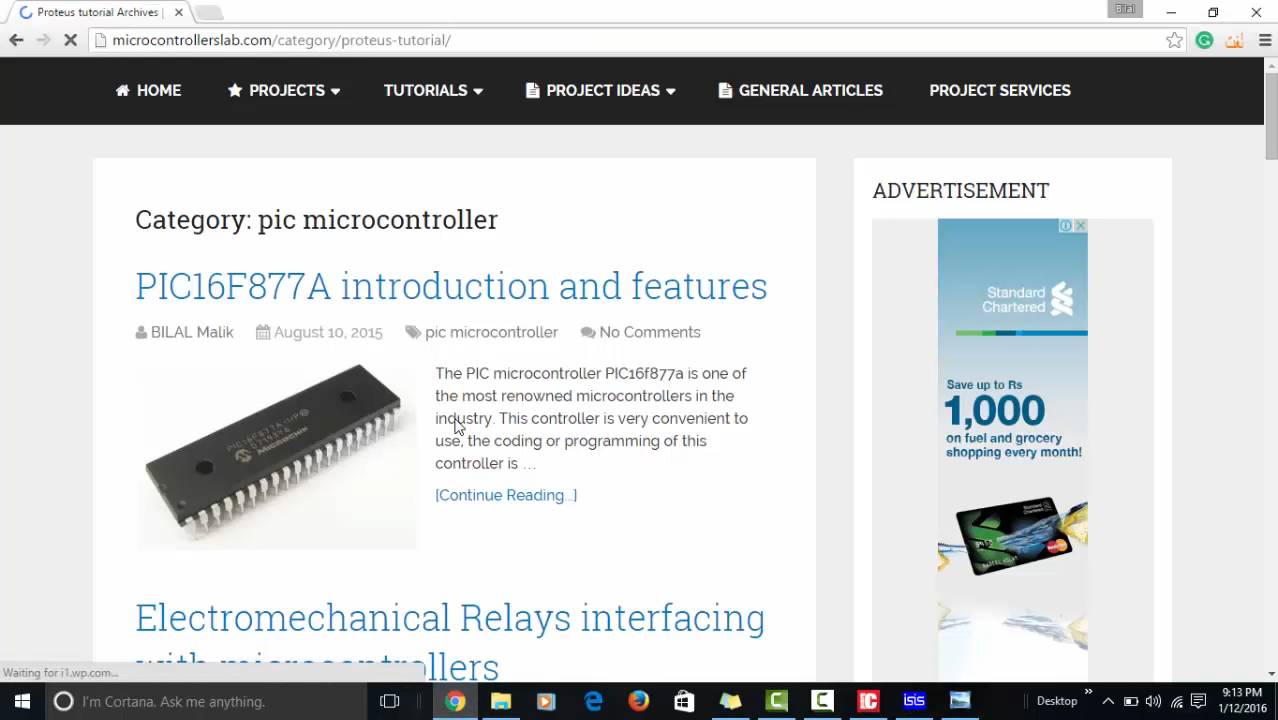 Proteus tutorial Archives |
Bilal
microcontrollerslab.com/category/proteus-tutorial/
HOME PROJECTS TUTORIALS PROJECT IDEAS GENERAL ARTICLES PROJECT SERVICES
Category: pic microcontroller
PIC16F877A introduction and features
BILAL Malik August 10, 2015 pic microcontroller No Comments
PIC16F877A-I/P
MICROCHIP
The PIC microcontroller PIC16f877a is one of
the most renowned microcontrollers in the
industry. This controller is very convenient to
use, the coding or programming of this
controller is …
[Continue Reading...]
Electromechanical Relays interfacing
with microcontrollers
ADVERTISEMENT
Standard
Chartered
Save up to Rs
1,000
on fuel and grocery
shopping every month!
Waiting for i1.wp.com...
I'm Cortana. Ask me anything.
Desktop
9:13 PM
1/12/2016